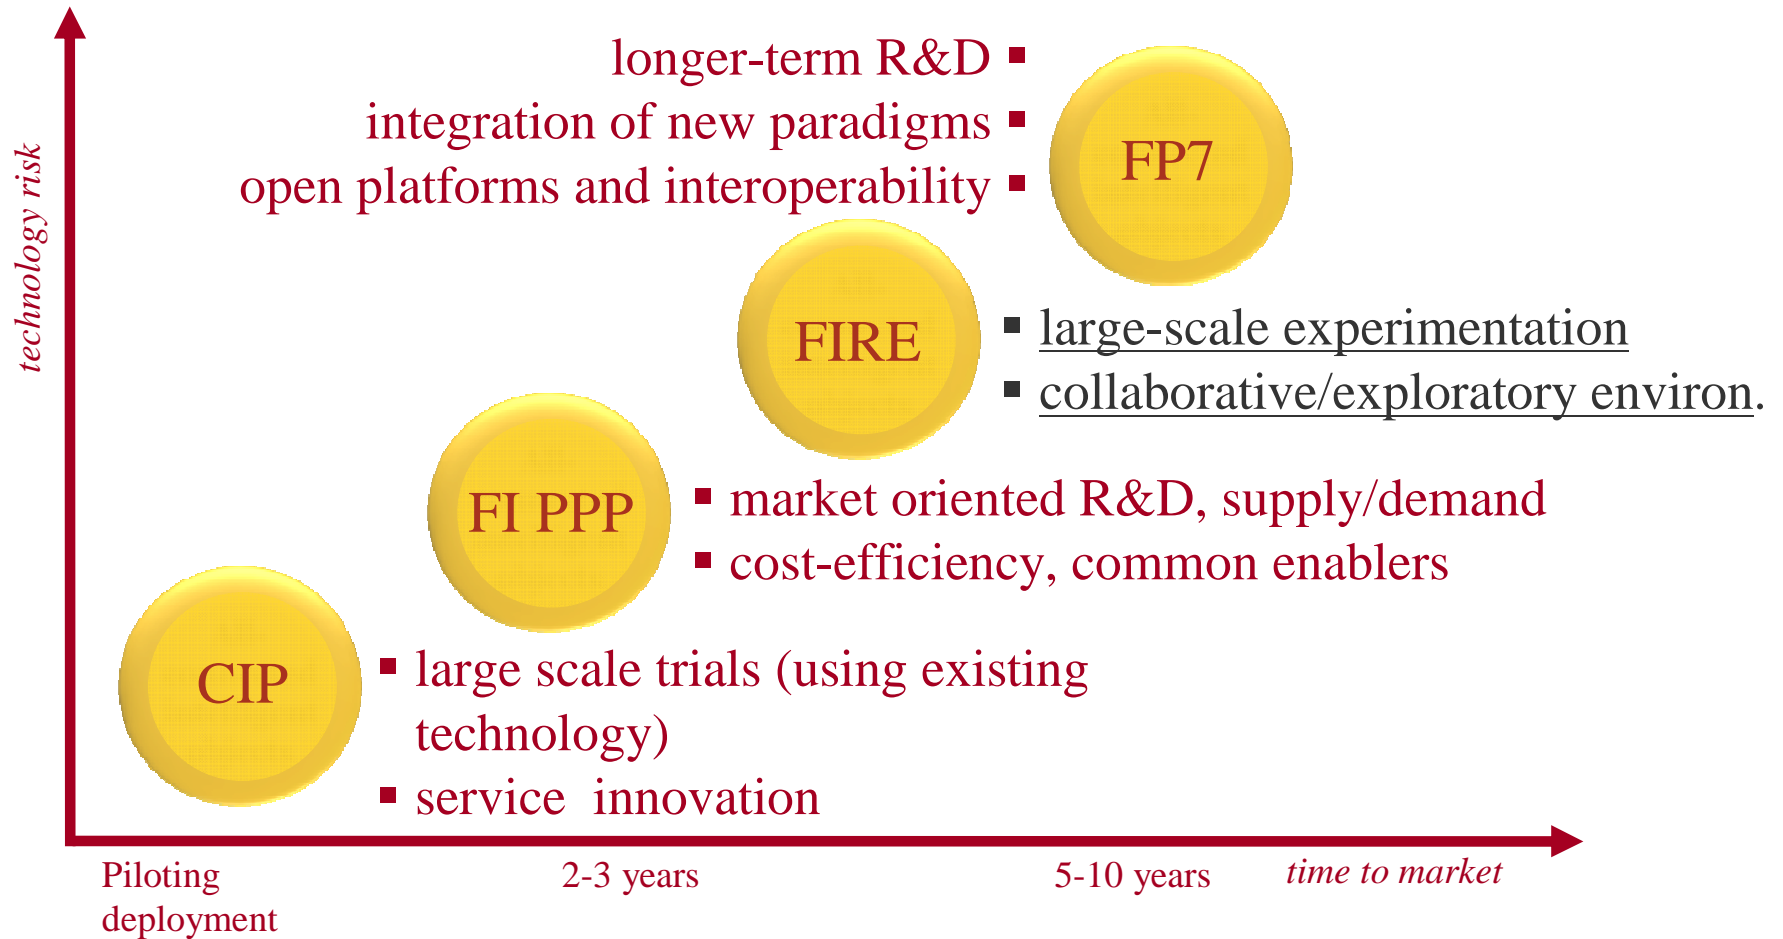 technology risk
longer-term R&D ▪
integration of new paradigms ▪
open platforms and interoperability ▪
FP7
FIRE
▪ large-scale experimentation
▪ collaborative/exploratory environ.
FI PPP
▪ market oriented R&D, supply/demand
▪ cost-efficiency, common enablers
CIP
▪ large scale trials (using existing
technology)
▪ service  innovation
Piloting
deployment
2-3 years
5-10 years
time to market